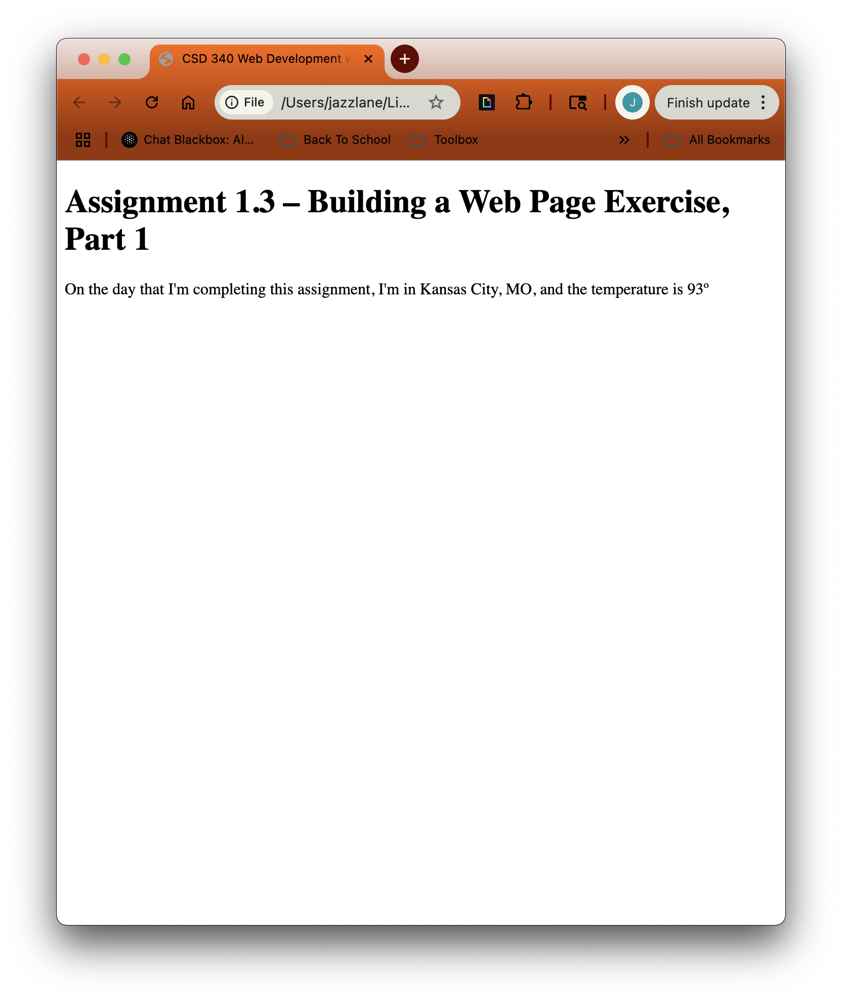 CSD 340 Web Development
File /Users/jazzlane/Li...
J
Finish update
Chat Blackbox: AI...
Back To School
Toolbox
All Bookmarks
Assignment 1.3 – Building a Web Page Exercise,
Part 1
On the day that I'm completing this assignment, I'm in Kansas City, MO, and the temperature is 93º